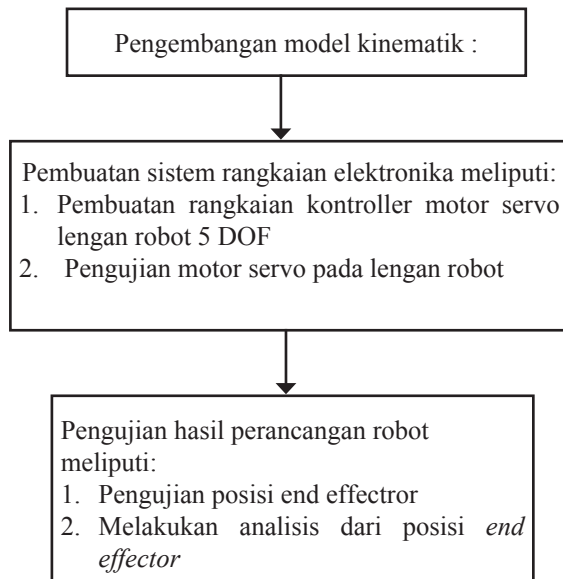 Pengembangan model kinematik :
Pembuatan sistem rangkaian elektronika meliputi:
1. Pembuatan rangkaian kontroller motor servo
lengan robot 5 DOF
2. Pengujian motor servo pada lengan robot
Pengujian hasil perancangan robot
meliputi:
1. Pengujian posisi end effectror
2. Melakukan analisis dari posisi end
effector